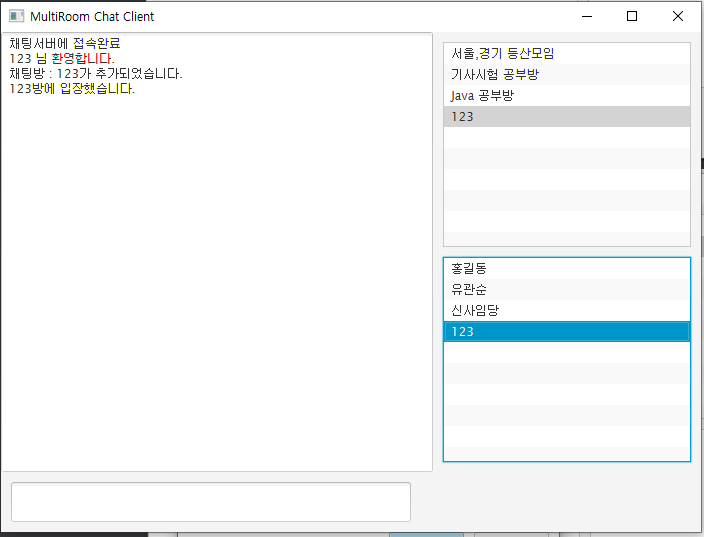 MultiRoom Chat Client
채팅서버에 접속완료
123 님 환영합니다.
채팅방 : 123가 추가되었습니다.
123방에 입장했습니다.
서울,경기 등산모임
기사시험 공부방
Java 공부방
123
홍길동
유관순
신사임당
123